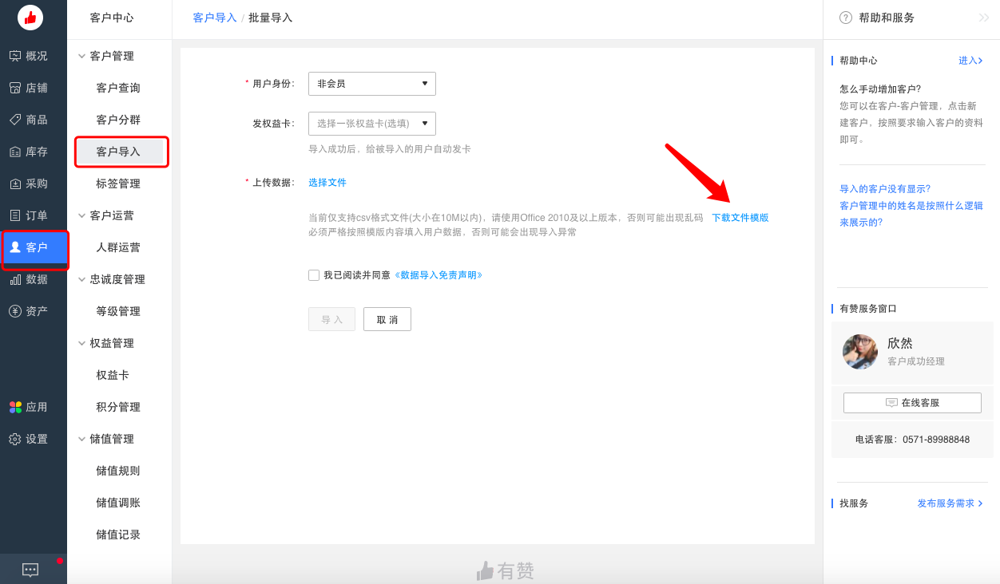 概况
店铺
商品
库存
采购
订单
客户
数据
资产
应用
设置
客户中心
客户管理
客户查询
客户分群
客户导入
标签管理
客户运营
人群运营
忠诚度管理
等级管理
权益管理
权益卡
积分管理
储值管理
储值规则
储值调账
储值记录
客户导入 / 批量导入
* 用户身份： 非会员
发权益卡： 选择一张权益卡(选填)
导入成功后，给被导入的用户自动发卡
* 上传数据： 选择文件
当前仅支持csv格式文件(大小在10M以内)，请使用Office 2010及以上版本，否则可能出现乱码 下载文件模版
必须严格按照模版内容填入用户数据，否则可能会出现导入异常
我已阅读并同意《数据导入免责声明》
导 入 取 消
有赞
? 帮助和服务
帮助中心 进入
怎么手动增加客户?
您可以在客户-客户管理，点击新
建客户，按照要求输入客户的资料
即可。
导入的客户没有显示?
客户管理中的姓名是按照什么逻辑
来展示的?
有赞服务窗口
欣然
客户成功经理
在线客服
电话客服：0571-89988848
找服务 发布服务需求